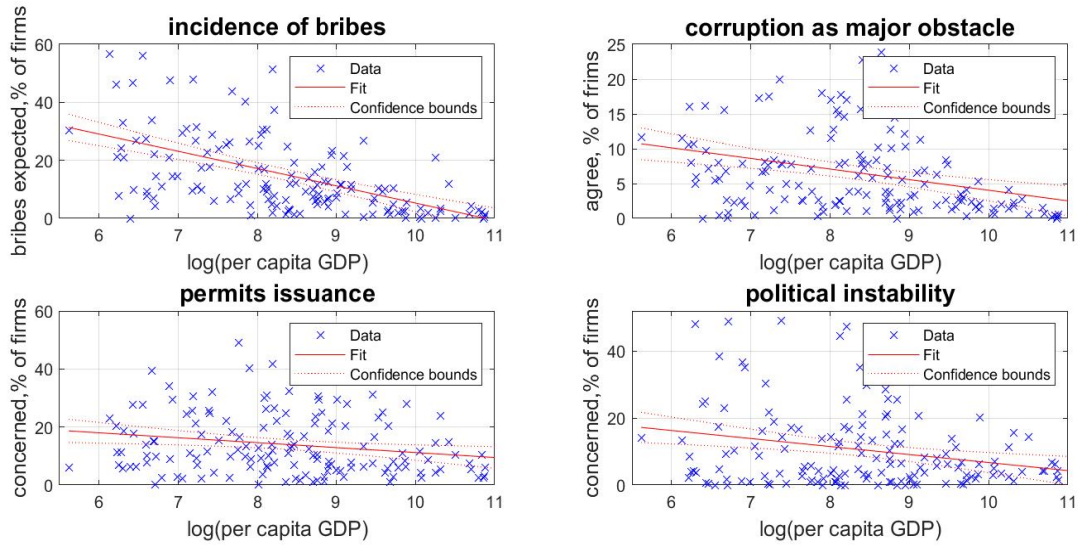 incidence of bribes
bribes expected,% of firms
60
40
20
0
Data
Fit
Confidence bounds
6 7 8 9 10 11
log(per capita GDP)
corruption as major obstacle
agree, % of frims
25
20
15
10
5
0
Data
Fit
Confidence bounds
6 7 8 9 10 11
log(per capita GDP)
permits issuance
concerned,% of firms
60
40
20
0
Data
Fit
Confidence bounds
6 7 8 9 10 11
log(per capita GDP)
political instability
concerned,% of firms
40
20
0
Data
Fit
Confidence bounds
6 7 8 9 10 11
log(per capita GDP)